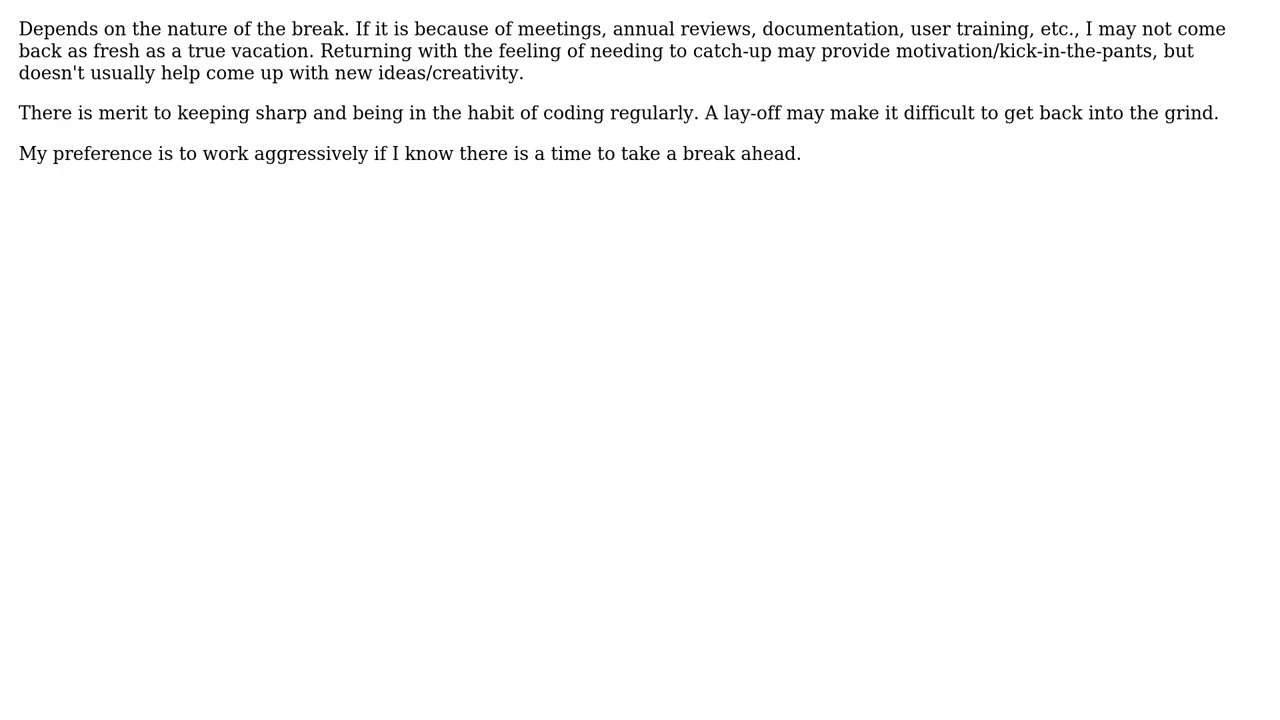 Depends on the nature of the break. If it is because of meetings, annual reviews, documentation, user training, etc., I may not come
back as fresh as a true vacation. Returning with the feeling of needing to catch-up may provide motivation/kick-in-the-pants, but
doesn't usually help come up with new ideas/creativity.
There is merit to keeping sharp and being in the habit of coding regularly. A lay-off may make it difficult to get back into the grind.
My preference is to work aggressively if I know there is a time to take a break ahead.